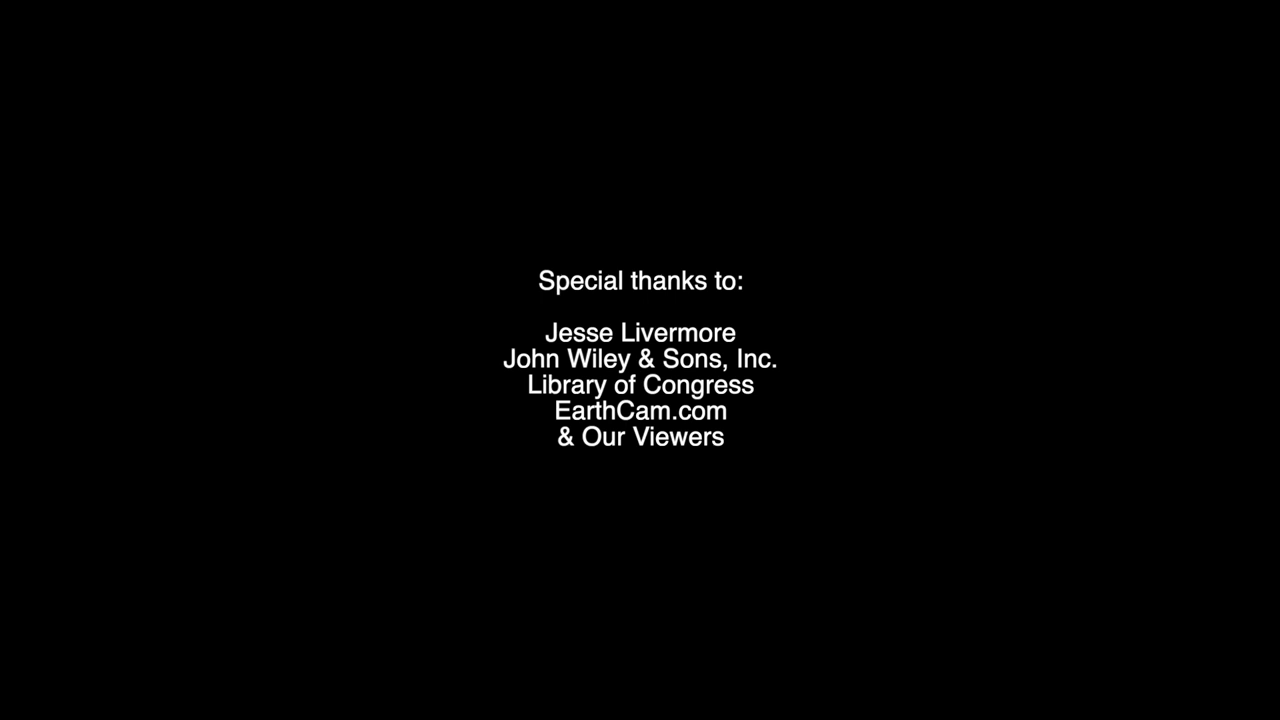 Special thanks to:
Jesse Livermore
John Wiley & Sons, Inc.
Library of Congress
EarthCam.com
& Our Viewers